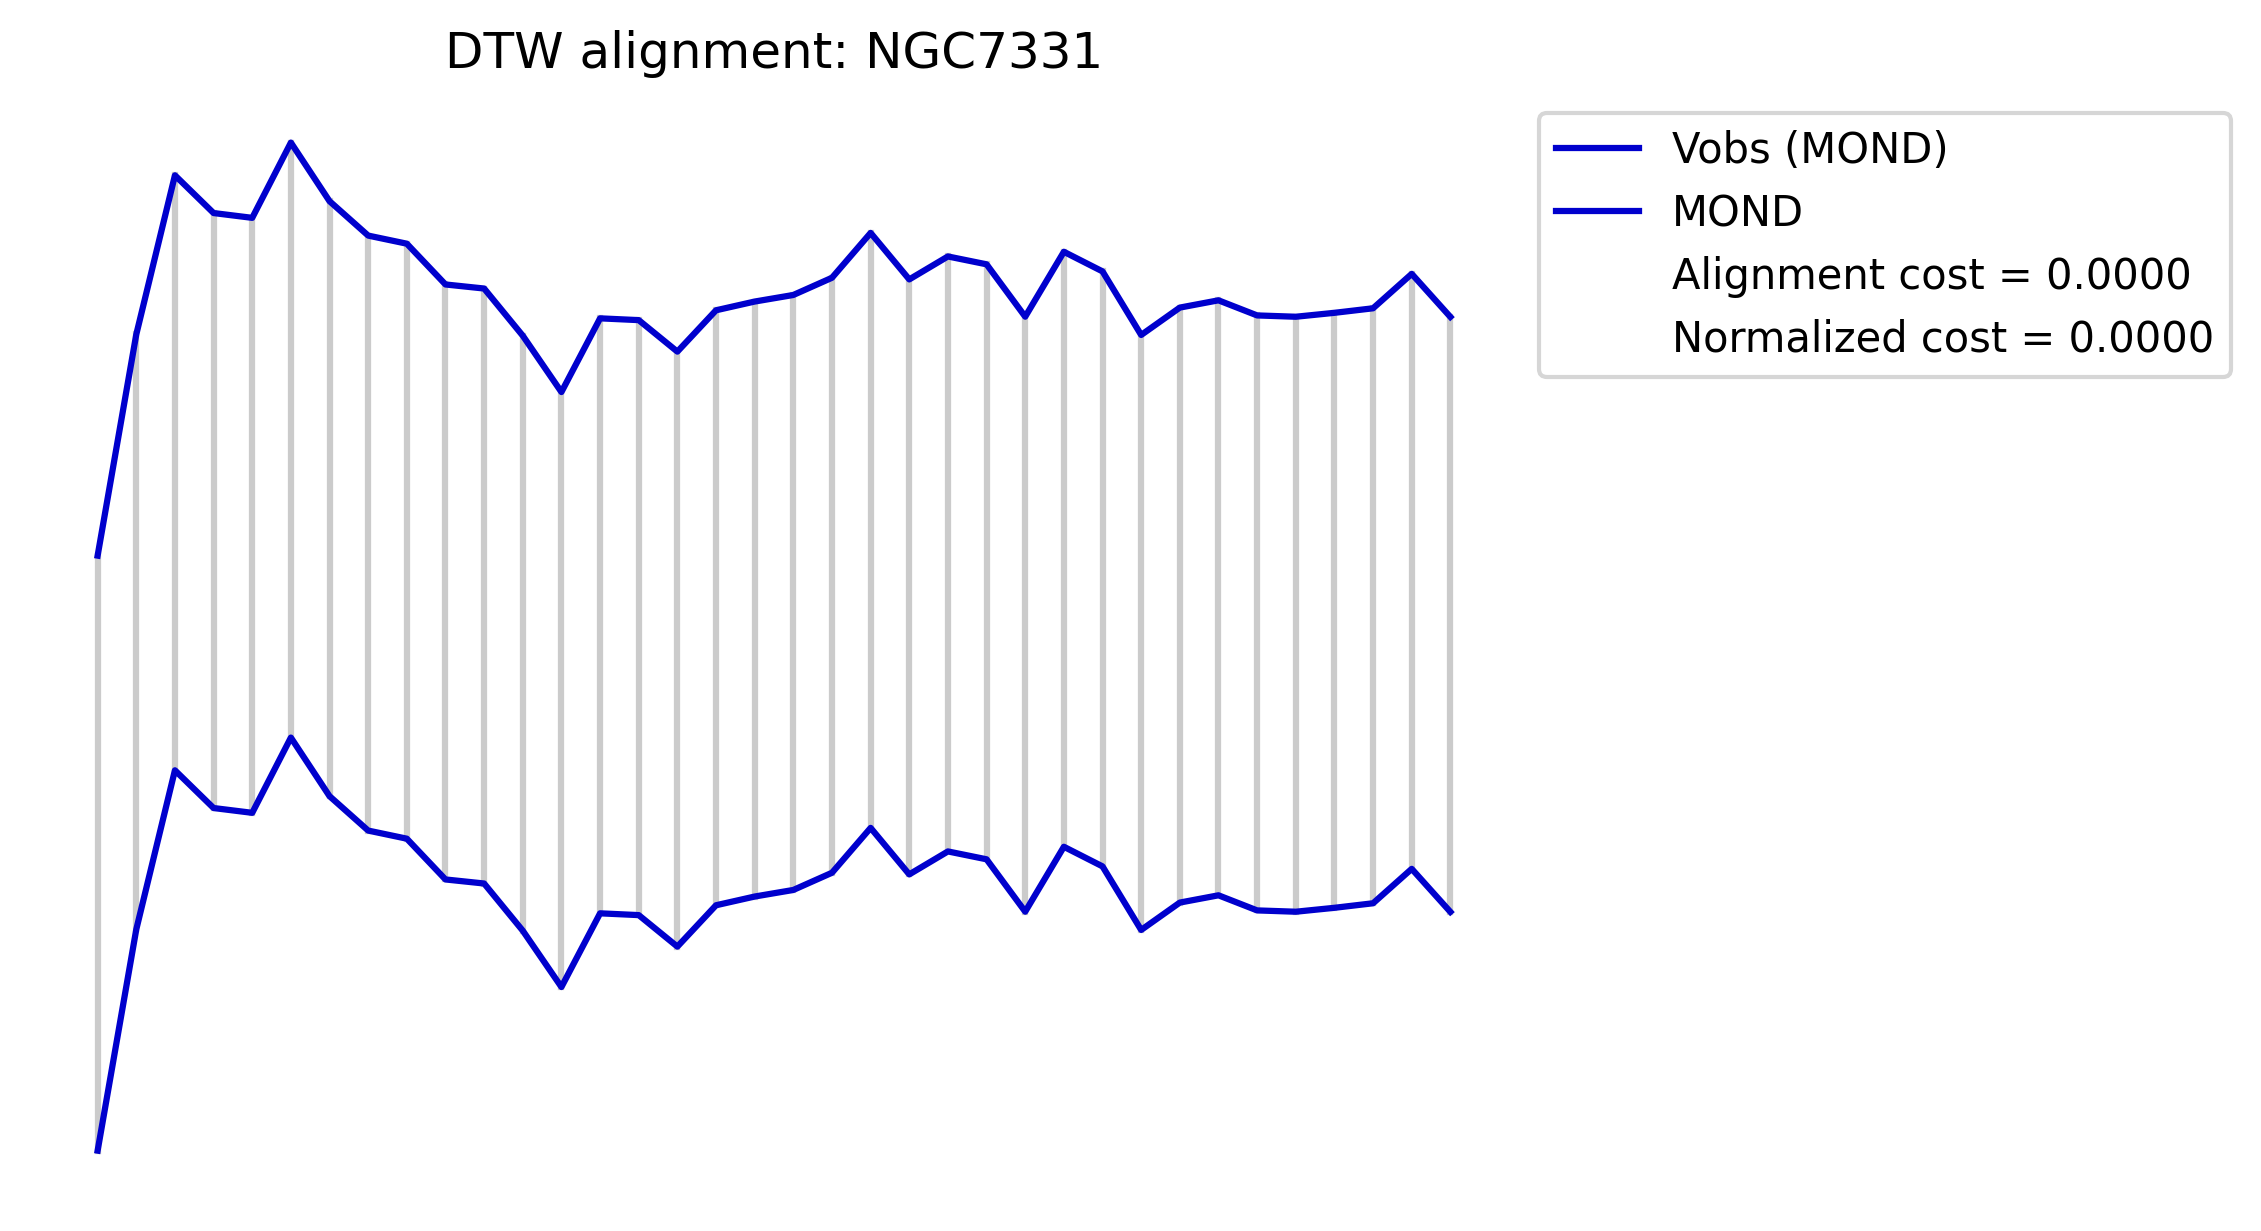 DTW alignment: NGC7331
Vobs (MOND)
MOND
Alignment cost = 0.0000
Normalized cost = 0.0000